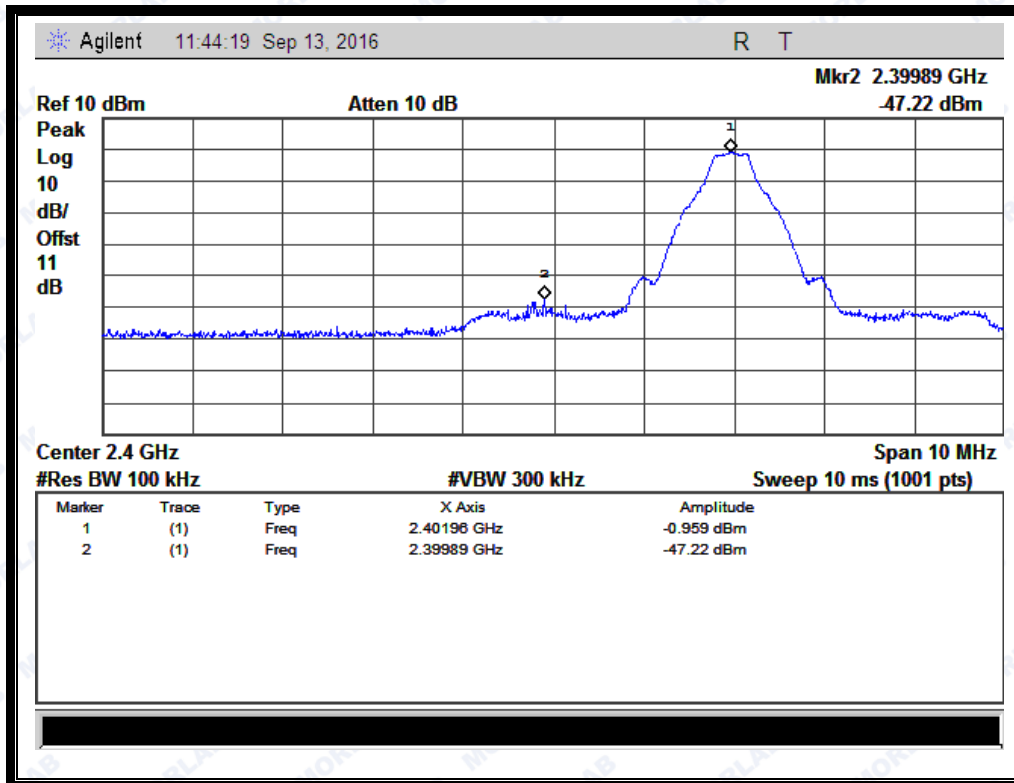 Agilent 11:44:19 Sep 13, 2016 R T
Mkr2 2.39989 GHz
Ref 10 dBm Atten 10 dB -47.22 dBm
Peak
Log
10
dB/
Offst
11
dB
1
2
Center 2.4 GHz Span 10 MHz
#Res BW 100 kHz #VBW 300 kHz Sweep 10 ms (1001 pts)
Marker Trace Type X Axis Amplitude
1 (1) Freq 2.40196 GHz -0.959 dBm
2 (1) Freq 2.39989 GHz -47.22 dBm